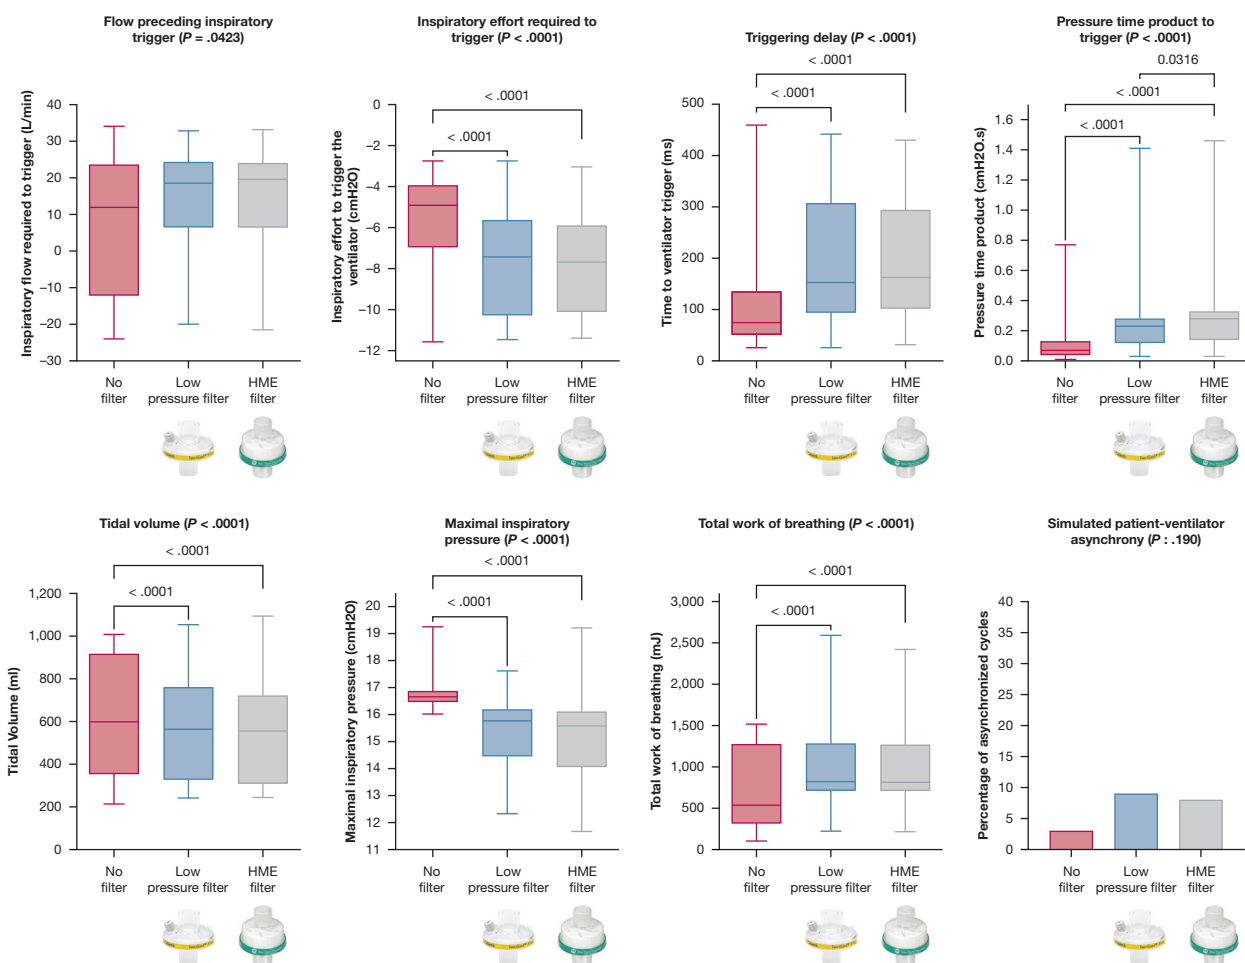 Flow preceding inspiratory
trigger (P = .0423)
Inspiratory flow required to trigger (L/min)
40
30
20
10
0
–10
–20
–30
No
filter
Low
pressure filter
HME
filter
Inspiratory effort required to
trigger (P < .0001)
Inspiratory effort to trigger the
ventilator (cmH2O)
< .0001
< .0001
0
–2
–4
–6
–8
–10
–12
No
filter
Low
pressure filter
HME
filter
Triggering delay (P < .0001)
Time to ventilator trigger (ms)
< .0001
< .0001
500
400
300
200
100
0
No
filter
Low
pressure filter
HME
filter
Pressure time product to
trigger (P < .0001)
Pressure time product (cmH2O.s)
0.0316
< .0001
< .0001
1.6
1.4
1.2
1.0
0.8
0.6
0.4
0.2
0.0
No
filter
Low
pressure filter
HME
filter
Tidal volume (P < .0001)
Tidal Volume (ml)
< .0001
< .0001
1,200
1,000
800
600
400
200
0
No
filter
Low
pressure filter
HME
filter
Maximal inspiratory
pressure (P < .0001)
Maximal inspiratory pressure (cmH2O)
< .0001
< .0001
20
19
18
17
16
15
14
13
12
11
No
filter
Low
pressure filter
HME
filter
Total work of breathing (P < .0001)
Total work of breathing (mJ)
< .0001
< .0001
3,000
2,500
2,000
1,500
1,000
500
0
No
filter
Low
pressure filter
HME
filter
Simulated patient-ventilator
asynchrony (P : .190)
Percentage of asynchronized cycles
40
35
30
25
20
15
10
5
0
No
filter
Low
pressure filter
HME
filter